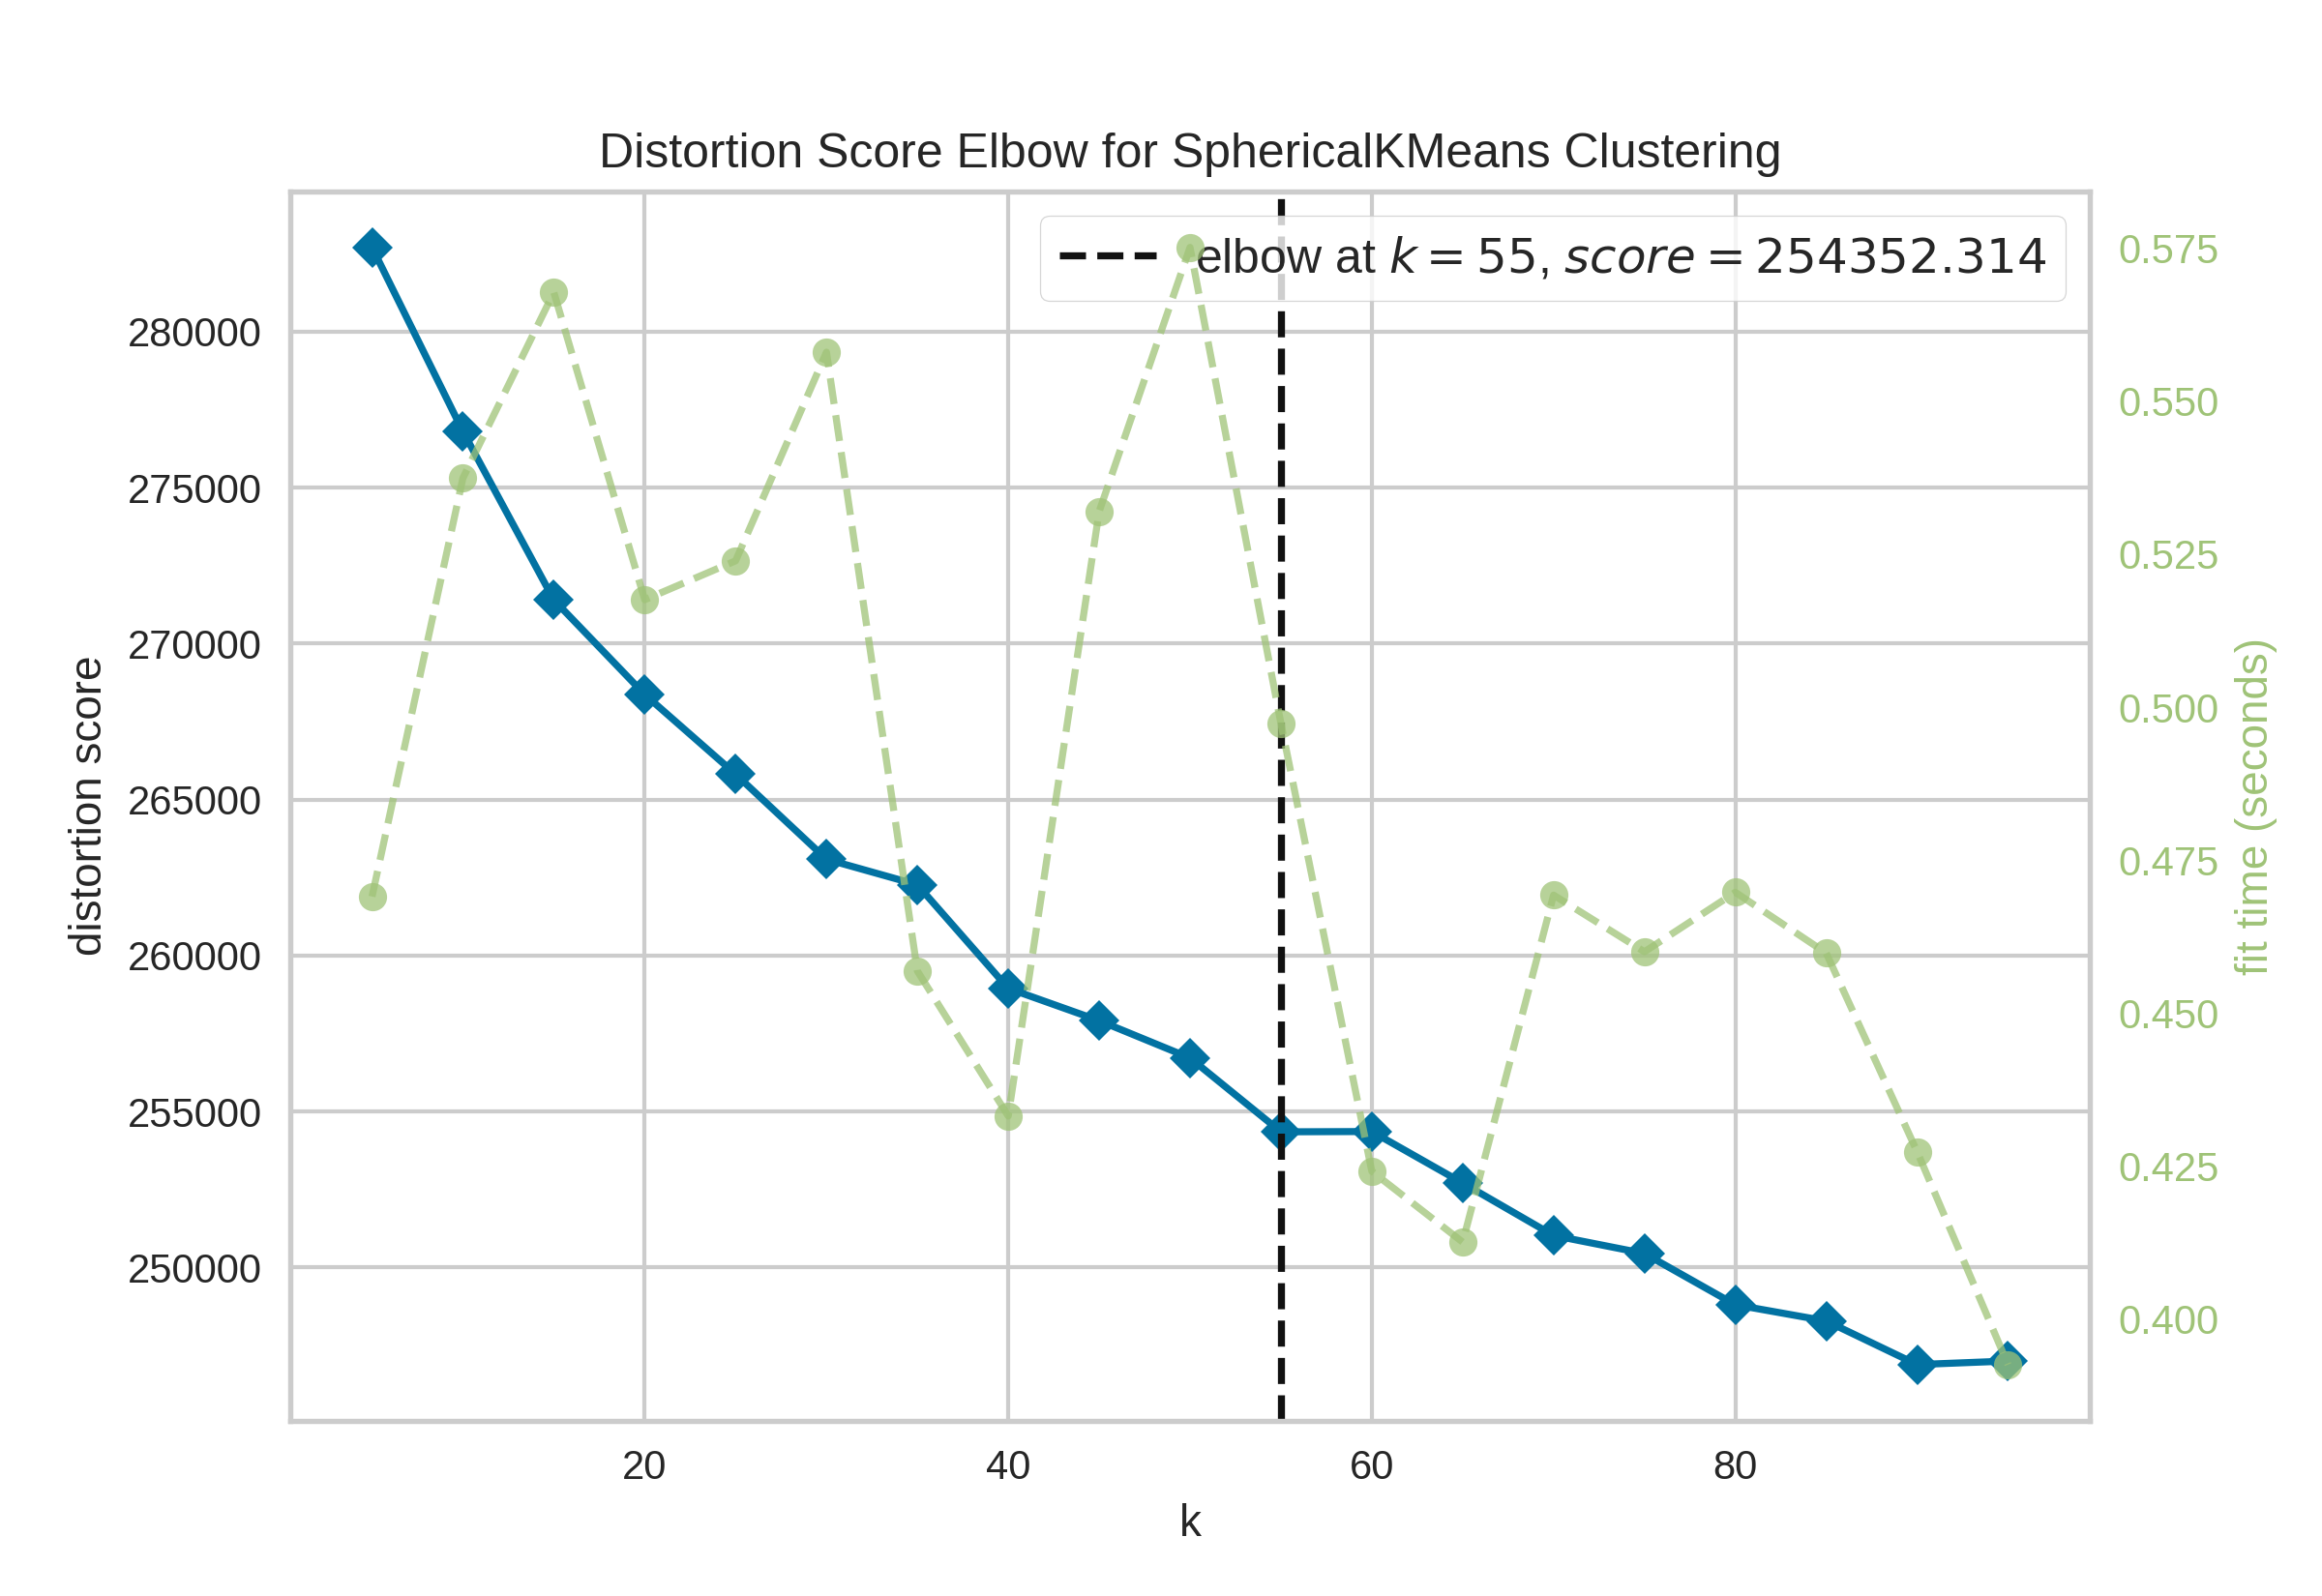 Distortion Score Elbow for SphericalKMeans Clustering
elbow at k = 55, score = 254352.314
distortion score
280000
275000
270000
265000
260000
255000
250000
20 40 60 80
k
0.575
0.550
0.525
0.500
0.475
0.450
0.425
0.400
fit time (seconds)